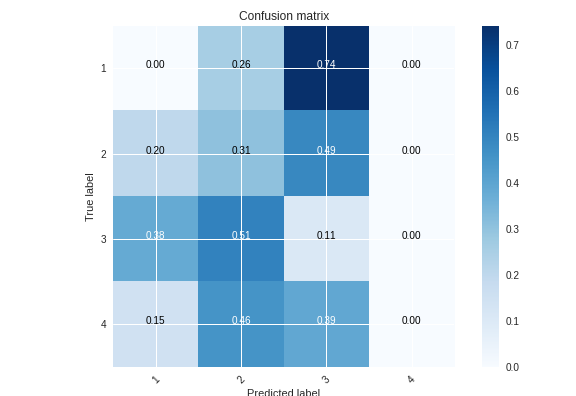 Confusion matrix
True label
1 0.00 0.26 0.74 0.00
2 0.20 0.31 0.49 0.00
3 0.38 0.51 0.11 0.00
4 0.15 0.46 0.39 0.00
1 2 3 4
Predicted label
0.7
0.6
0.5
0.4
0.3
0.2
0.1
0.0